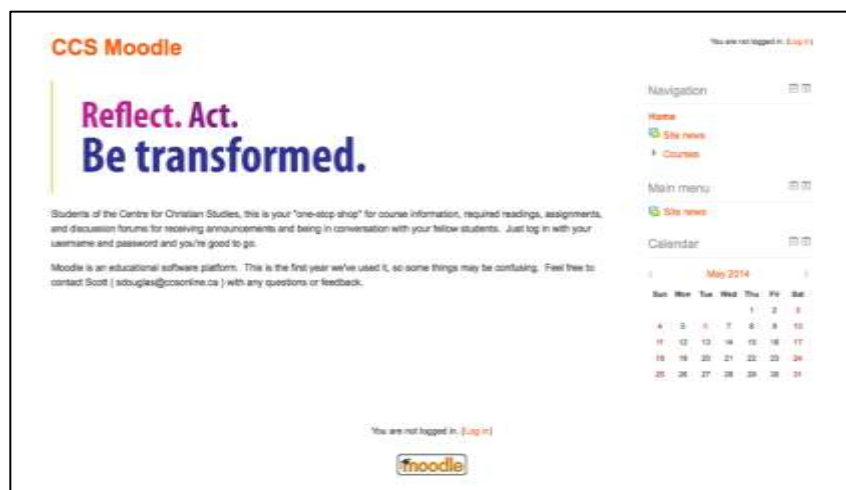 CCS Moodle
You are not logged in. (Log in)
Reflect. Act.
Be transformed.
Students of the Centre for Christian Studies, this is your "one-stop shop" for course information, required readings, assignments,
and discussion forums for receiving announcements and being in conversation with your fellow students. Just log in with your
username and password and you're good to go.
Moodle is an educational software platform. This is the first year we've used it, so some things may be confusing. Feel free to
contact Scott ( sdouglas@ccsonline.ca ) with any questions or feedback.
Navigation
Home
Site news
Courses
Main menu
Site news
Calendar
May 2014
Sun Mon Tue Wed Thu Fri Sat
1 2 3
4 5 6 7 8 9 10
11 12 13 14 15 16 17
18 19 20 21 22 23 24
25 26 27 28 29 30 31
You are not logged in. (Log in)
moodle